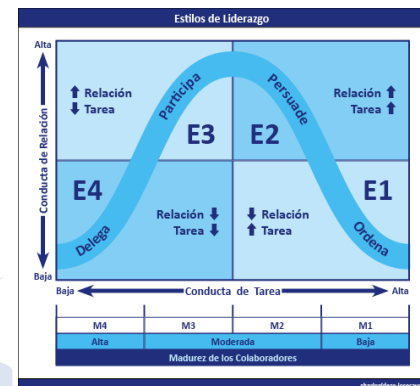 Estilos de Liderazgo
Alta
Conducta de Relación
Baja
Relación
Tarea
Participa
E3
Persuade
E2
Relación
Tarea
E4
Delega
Relación
Tarea
Relación
Tarea
E1
Ordena
Baja
Conducta de Tarea
Alta
M4
M3
M2
M1
Alta
Moderada
Baja
Madurez de los Colaboradores